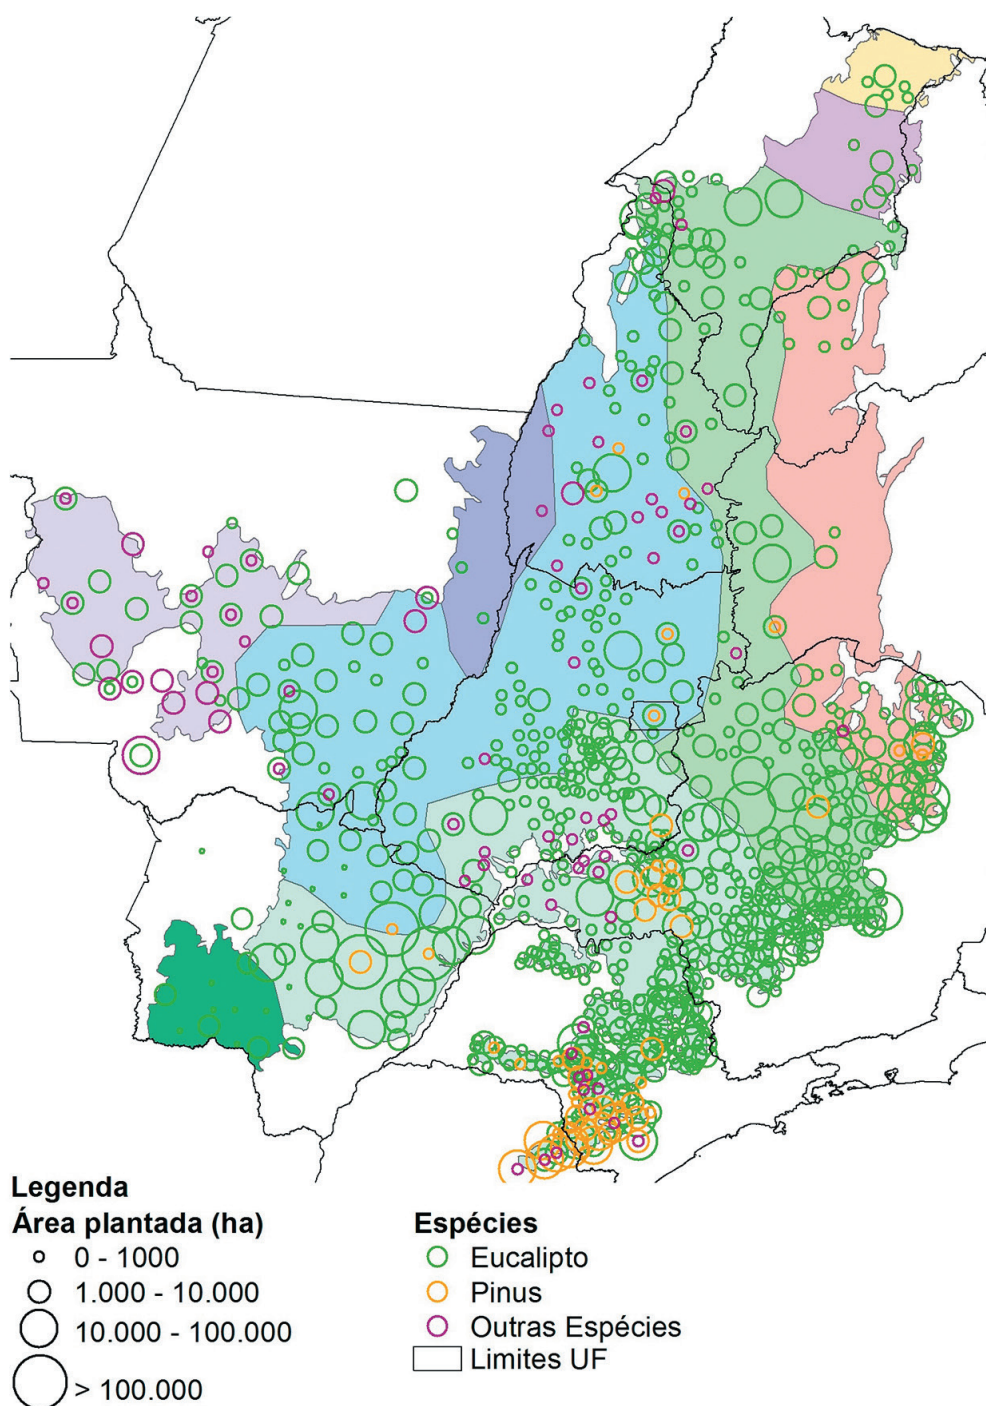 Legenda
Área plantada (ha)
0 - 1000
1.000 - 10.000
10.000 - 100.000
> 100.000
Espécies
Eucalipto
Pinus
Outras Espécies
Limites UF